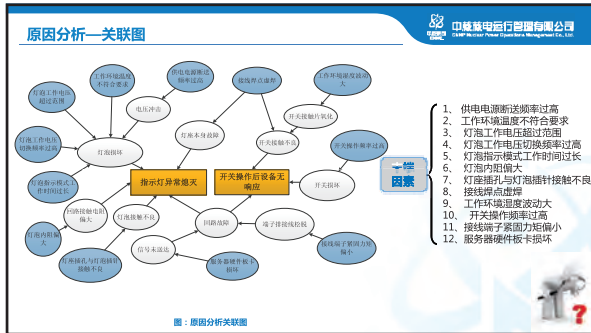 原因分析—关联图
中核核电运行管理有限公司
CNNP Nuclear Power Operations Management Co., Ltd.
供电电源断送
频率过高
工作环境温度
不符合要求
接线焊点虚焊
工作环境湿度波动
大
灯泡工作电压
超过范围
电压冲击
开关接触片氧化
灯泡工作电压
切换频率过高
灯泡损坏
灯座本身故障
开关接触不良
开关操作频率过高
灯泡指示模式工
作时间过长
指示灯异常熄灭
开关操作后设备无
响应
开关损坏
回路接触电阻
偏大
灯泡接触不良
回路故障
端子排接线松脱
灯泡内阻偏
大
灯座插孔与灯泡插针
接触不良
信号未送达
服务器硬件板卡
损坏
接线端子紧固力矩
偏小
末端
因素
1、 供电电源断送频率过高
2、 工作环境温度不符合要求
3、 灯泡工作电压超过范围
4、 灯泡工作电压切换频率过高
5、 灯泡指示模式工作时间过长
6、 灯泡内阻偏大
7、 灯座插孔与灯泡插针接触不良
8、 接线焊点虚焊
9、 工作环境湿度波动大
10、 开关操作频率过高
11、接线端子紧固力矩偏小
12、服务器硬件板卡损坏
图：原因分析关联图
?